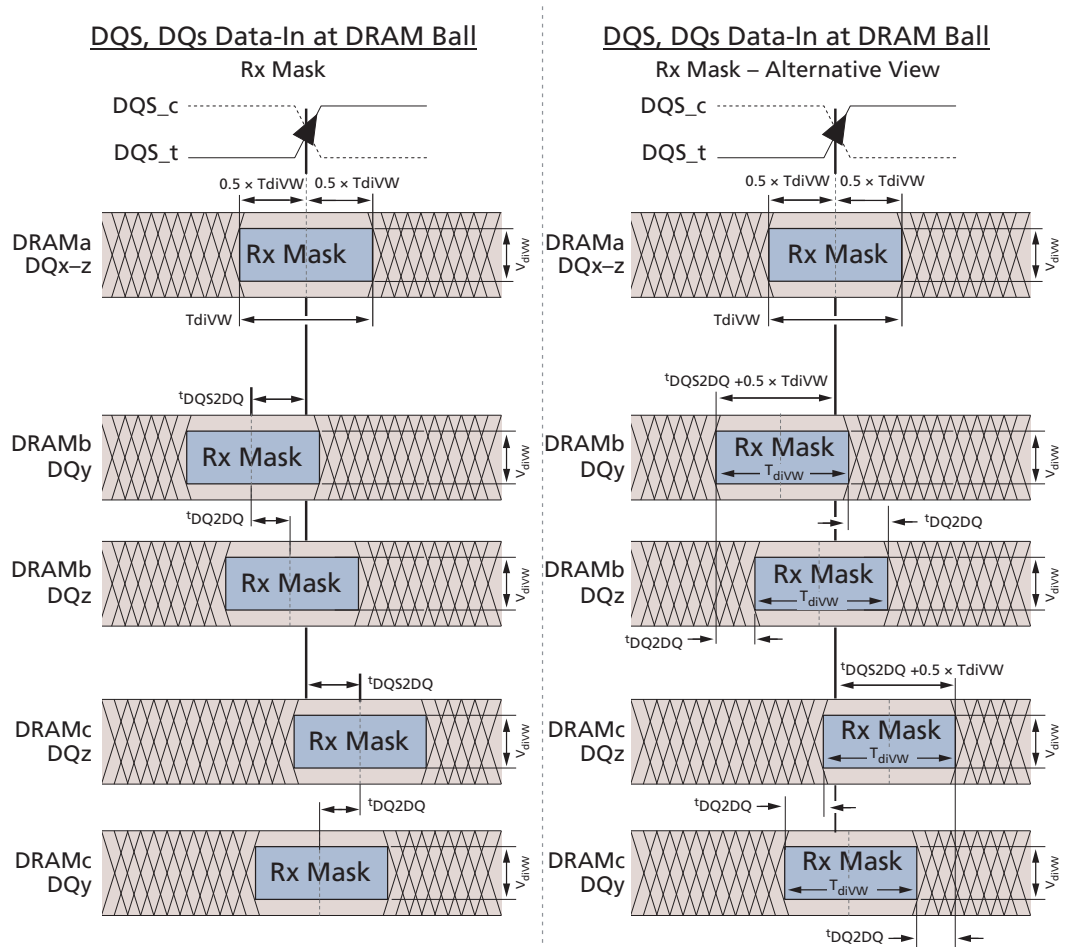 DQS, DQs Data-In at DRAM Ball
Rx Mask
DQS_c
DQS_t
0.5 × TdiVW 0.5 × TdiVW
DRAMa
DQx–z
Rx Mask
VdiVW
TdiVW
tDQS2DQ
DRAMb
DQy
Rx Mask
VdiVW
tDQ2DQ
DRAMb
DQz
Rx Mask
VdiVW
tDQS2DQ
DRAMc
DQz
Rx Mask
VdiVW
tDQ2DQ
DRAMc
DQy
Rx Mask
VdiVW
DQS, DQs Data-In at DRAM Ball
Rx Mask – Alternative View
DQS_c
DQS_t
0.5 × TdiVW 0.5 × TdiVW
DRAMa
DQx–z
Rx Mask
VdiVW
TdiVW
tDQS2DQ +0.5 × TdiVW
DRAMb
DQy
Rx Mask
TdiVW
VdiVW
tDQ2DQ
DRAMb
DQz
Rx Mask
TdiVW
VdiVW
tDQ2DQ
tDQS2DQ +0.5 × TdiVW
DRAMc
DQz
Rx Mask
TdiVW
VdiVW
tDQ2DQ
DRAMc
DQy
Rx Mask
TdiVW
VdiVW
tDQ2DQ